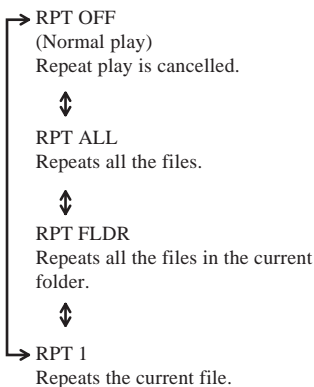 RPT OFF
(Normal play)
Repeat play is cancelled.
RPT ALL
Repeats all the files.
RPT FLDR
Repeats all the files in the current
folder.
RPT 1
Repeats the current file.